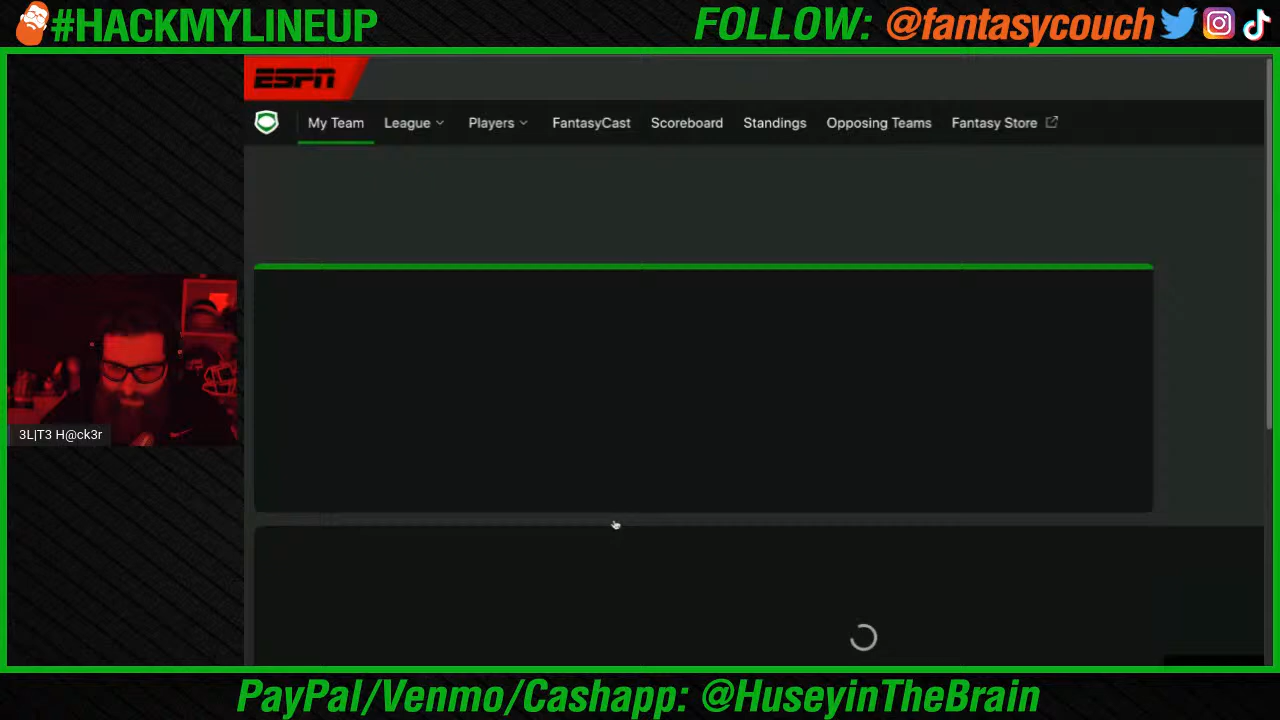 #HACKMYLINEUP
FOLLOW: @fantasycouch
ESPN
My Team League Players FantasyCast Scoreboard Standings Opposing Teams Fantasy Store
3L|T3 H@ck3r
PayPal/Venmo/Cashapp: @HuseyinTheBrain